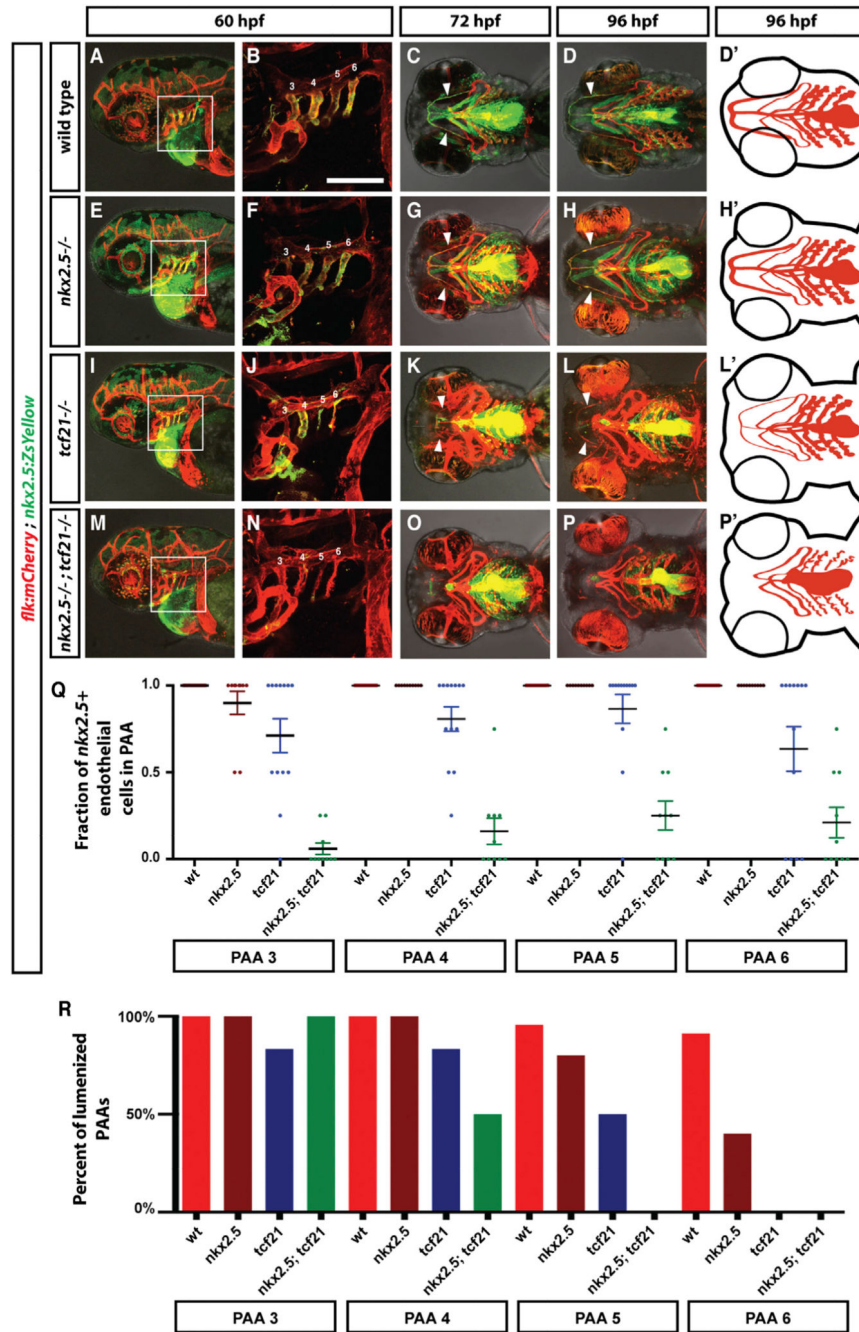 60 hpf
72 hpf
96 hpf
96 hpf
flk:mCherry ; nkx2.5:ZsYellow
wild type
A
B
3 4 5 6
C
D
D'
nkx2.5-/-
E
F
3 4 5 6
G
H
H'
tcf21-/-
I
J
3 4 5 6
K
L
L'
nkx2.5-/-; tcf21-/-
M
N
3 4 5 6
O
P
P'
Q
Fraction of nkx2.5+
endothelial
cells in PAA
1.0
0.5
0.0
wt
nkx2.5
tcf21
nkx2.5; tcf21
wt
nkx2.5
tcf21
nkx2.5; tcf21
wt
nkx2.5
tcf21
nkx2.5; tcf21
wt
nkx2.5
tcf21
nkx2.5; tcf21
PAA 3
PAA 4
PAA 5
PAA 6
R
Percent of lumenized
PAAs
100%
50%
0%
wt
nkx2.5
tcf21
nkx2.5; tcf21
wt
nkx2.5
tcf21
nkx2.5; tcf21
wt
nkx2.5
tcf21
nkx2.5; tcf21
wt
nkx2.5
tcf21
nkx2.5; tcf21
PAA 3
PAA 4
PAA 5
PAA 6